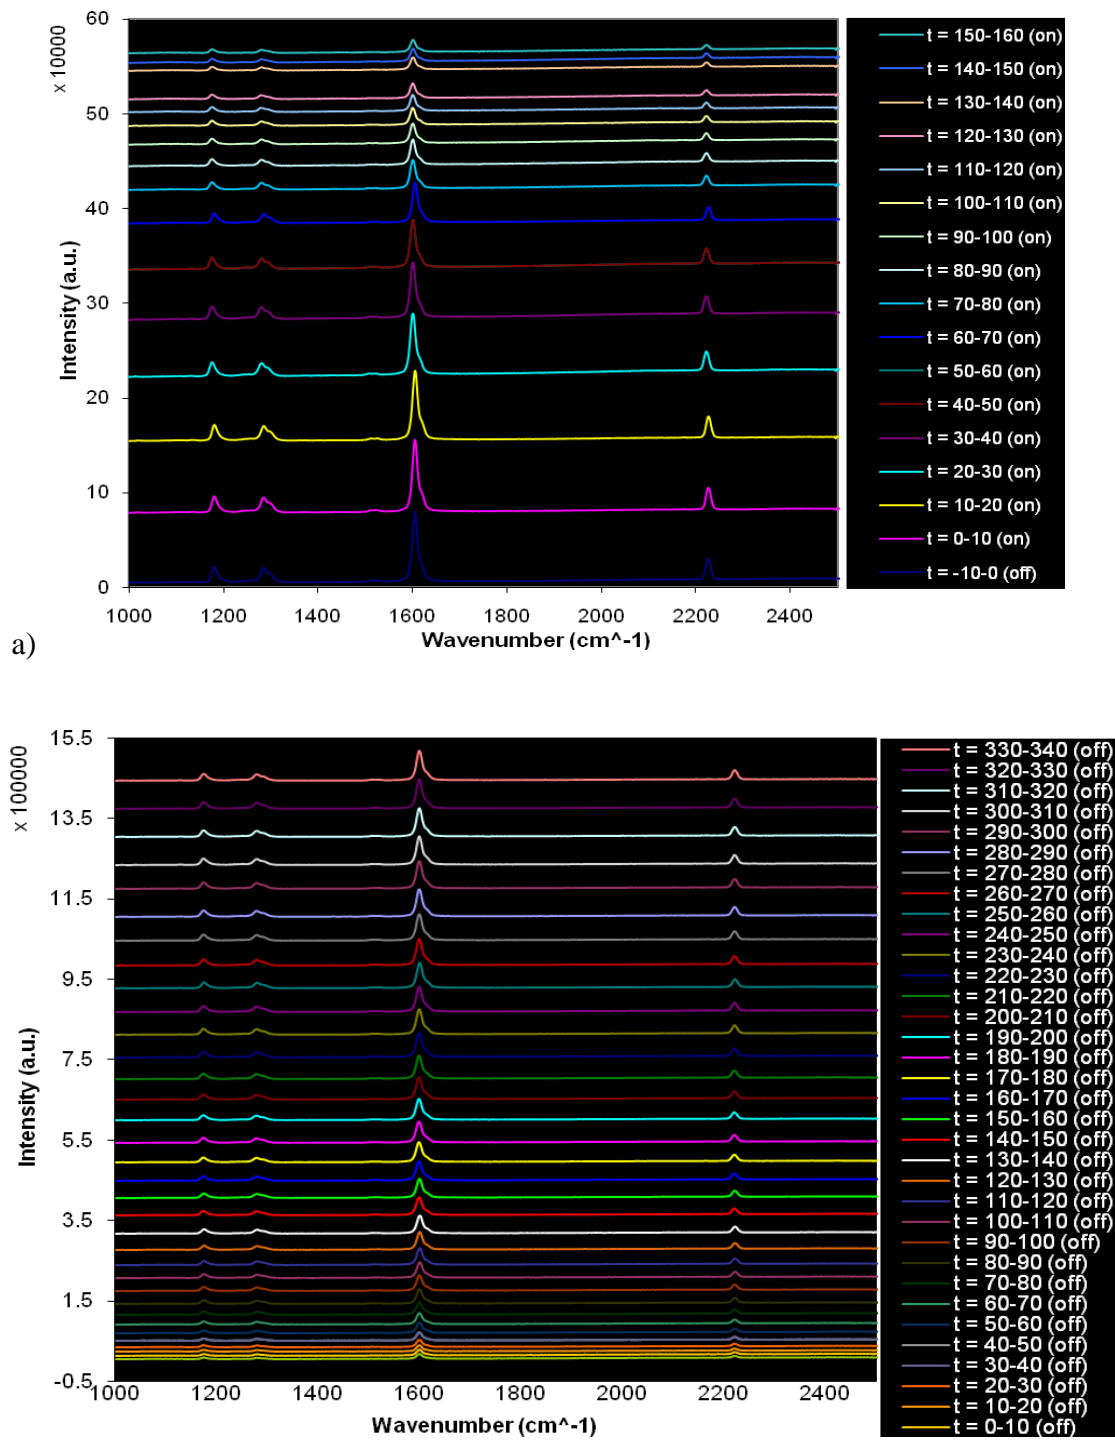 60
x 10000
50
40
30
20
10
0
Intensity (a.u.)
1000 1200 1400 1600 1800 2000 2200 2400
Wavenumber (cm^-1)
t = 150-160 (on)
t = 140-150 (on)
t = 130-140 (on)
t = 120-130 (on)
t = 110-120 (on)
t = 100-110 (on)
t = 90-100 (on)
t = 80-90 (on)
t = 70-80 (on)
t = 60-70 (on)
t = 50-60 (on)
t = 40-50 (on)
t = 30-40 (on)
t = 20-30 (on)
t = 10-20 (on)
t = 0-10 (on)
t = -10-0 (off)
a)
15.5
x 100000
13.5
11.5
9.5
7.5
5.5
3.5
1.5
-0.5
Intensity (a.u.)
1000 1200 1400 1600 1800 2000 2200 2400
Wavenumber (cm^-1)
t = 330-340 (off)
t = 320-330 (off)
t = 310-320 (off)
t = 300-310 (off)
t = 290-300 (off)
t = 280-290 (off)
t = 270-280 (off)
t = 260-270 (off)
t = 250-260 (off)
t = 240-250 (off)
t = 230-240 (off)
t = 220-230 (off)
t = 210-220 (off)
t = 200-210 (off)
t = 190-200 (off)
t = 180-190 (off)
t = 170-180 (off)
t = 160-170 (off)
t = 150-160 (off)
t = 140-150 (off)
t = 130-140 (off)
t = 120-130 (off)
t = 110-120 (off)
t = 100-110 (off)
t = 90-100 (off)
t = 80-90 (off)
t = 70-80 (off)
t = 60-70 (off)
t = 50-60 (off)
t = 40-50 (off)
t = 30-40 (off)
t = 20-30 (off)
t = 10-20 (off)
t = 0-10 (off)